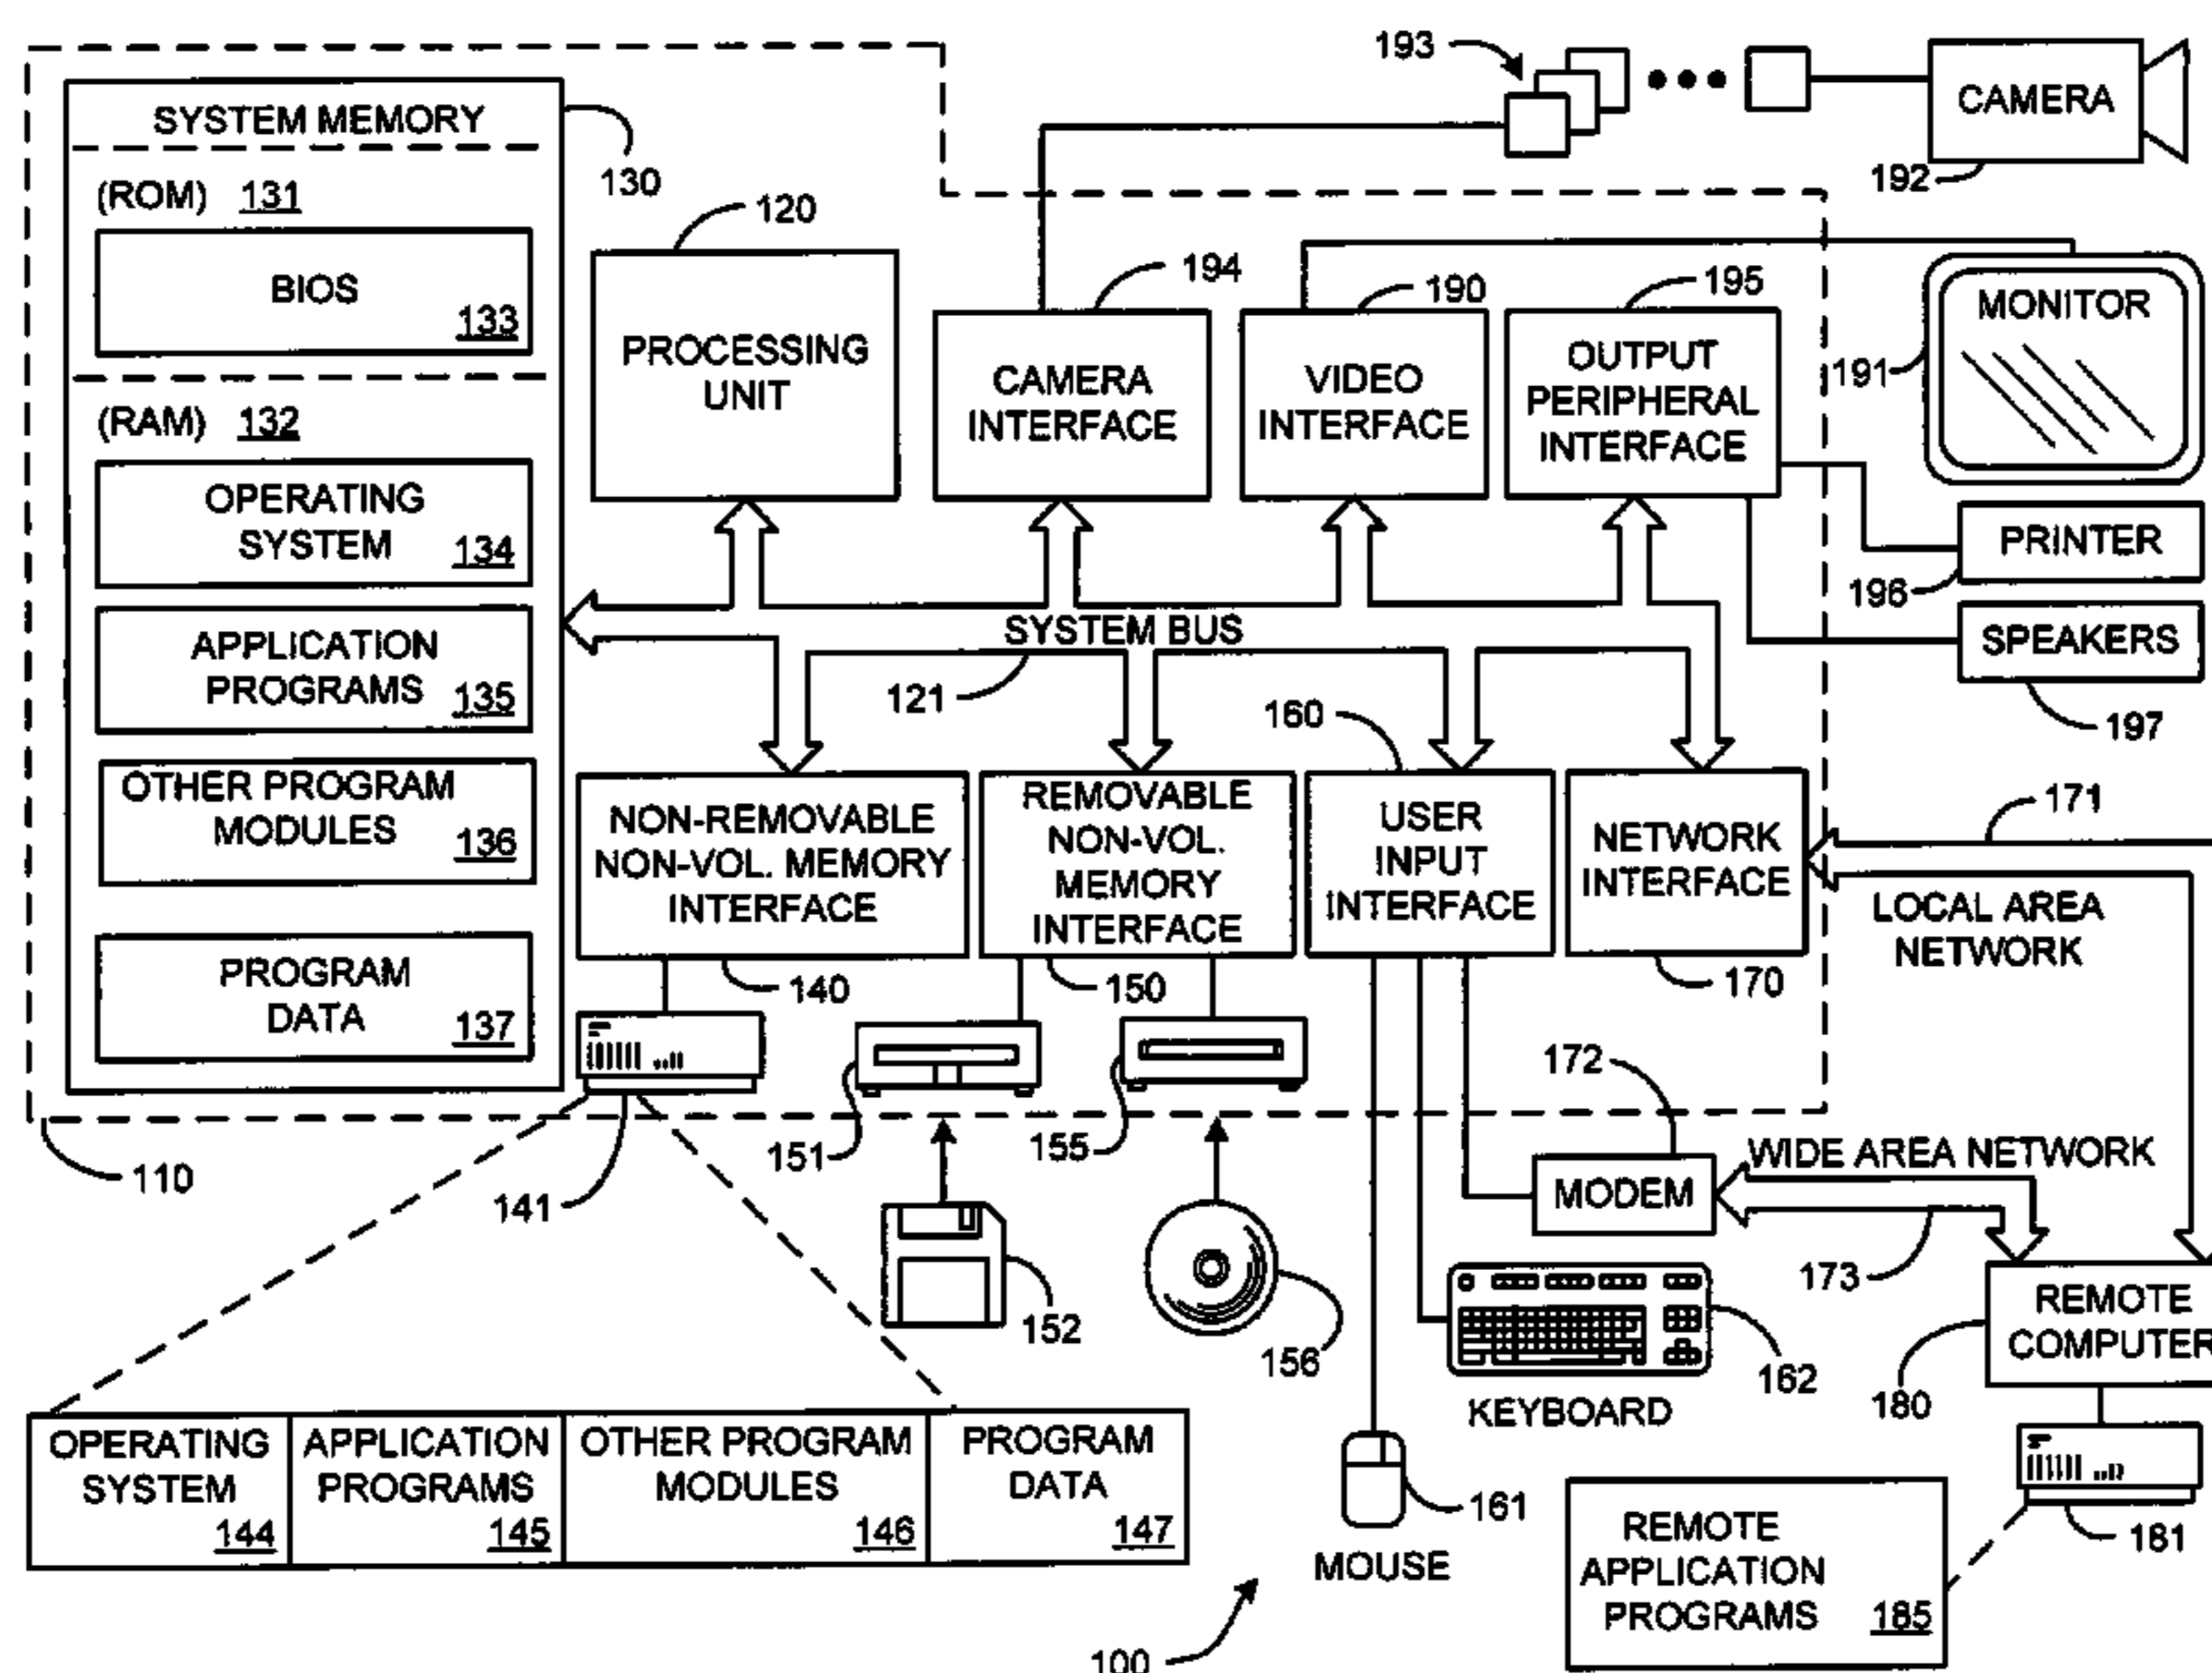 193
CAMERA
192
SYSTEM MEMORY
130
(ROM) 131
BIOS
133
120
PROCESSING
UNIT
194
CAMERA
INTERFACE
190
VIDEO
INTERFACE
195
OUTPUT
PERIPHERAL
INTERFACE
MONITOR
191
(RAM) 132
OPERATING
SYSTEM 134
PRINTER
196
SPEAKERS
197
APPLICATION
PROGRAMS 135
SYSTEM BUS
121
OTHER PROGRAM
MODULES 136
PROGRAM
DATA 137
NON-REMOVABLE
NON-VOL. MEMORY
INTERFACE
140
REMOVABLE
NON-VOL.
MEMORY
INTERFACE
150
160
USER
INPUT
INTERFACE
NETWORK
INTERFACE
170
171
LOCAL AREA
NETWORK
110
141
151
152
155
156
172
MODEM
WIDE AREA NETWORK
173
REMOTE
COMPUTER
180
KEYBOARD
162
181
OPERATING
SYSTEM
144
APPLICATION
PROGRAMS
145
OTHER PROGRAM
MODULES
146
PROGRAM
DATA
147
161
MOUSE
REMOTE
APPLICATION
PROGRAMS 185
100